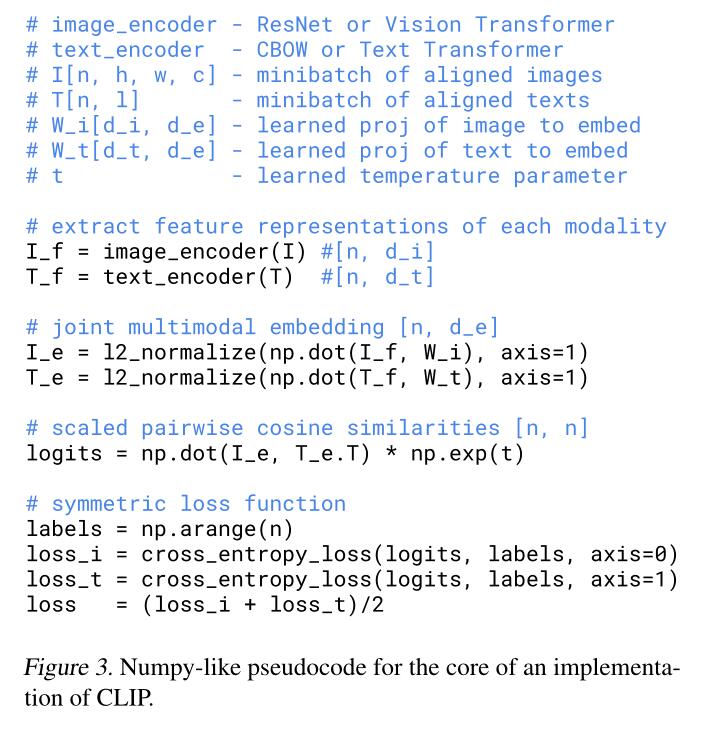 # image_encoder - ResNet or Vision Transformer
# text_encoder  - CBOW or Text Transformer
# I[n, h, w, c] - minibatch of aligned images
# T[n, l]       - minibatch of aligned texts
# W_i[d_i, d_e] - learned proj of image to embed
# W_t[d_t, d_e] - learned proj of text to embed
# t             - learned temperature parameter

# extract feature representations of each modality
I_f = image_encoder(I) #[n, d_i]
T_f = text_encoder(T)  #[n, d_t]

# joint multimodal embedding [n, d_e]
I_e = l2_normalize(np.dot(I_f, W_i), axis=1)
T_e = l2_normalize(np.dot(T_f, W_t), axis=1)

# scaled pairwise cosine similarities [n, n]
logits = np.dot(I_e, T_e.T) * np.exp(t)

# symmetric loss function
labels = np.arange(n)
loss_i = cross_entropy_loss(logits, labels, axis=0)
loss_t = cross_entropy_loss(logits, labels, axis=1)
loss   = (loss_i + loss_t)/2

Figure 3. Numpy-like pseudocode for the core of an implementa-
tion of CLIP.